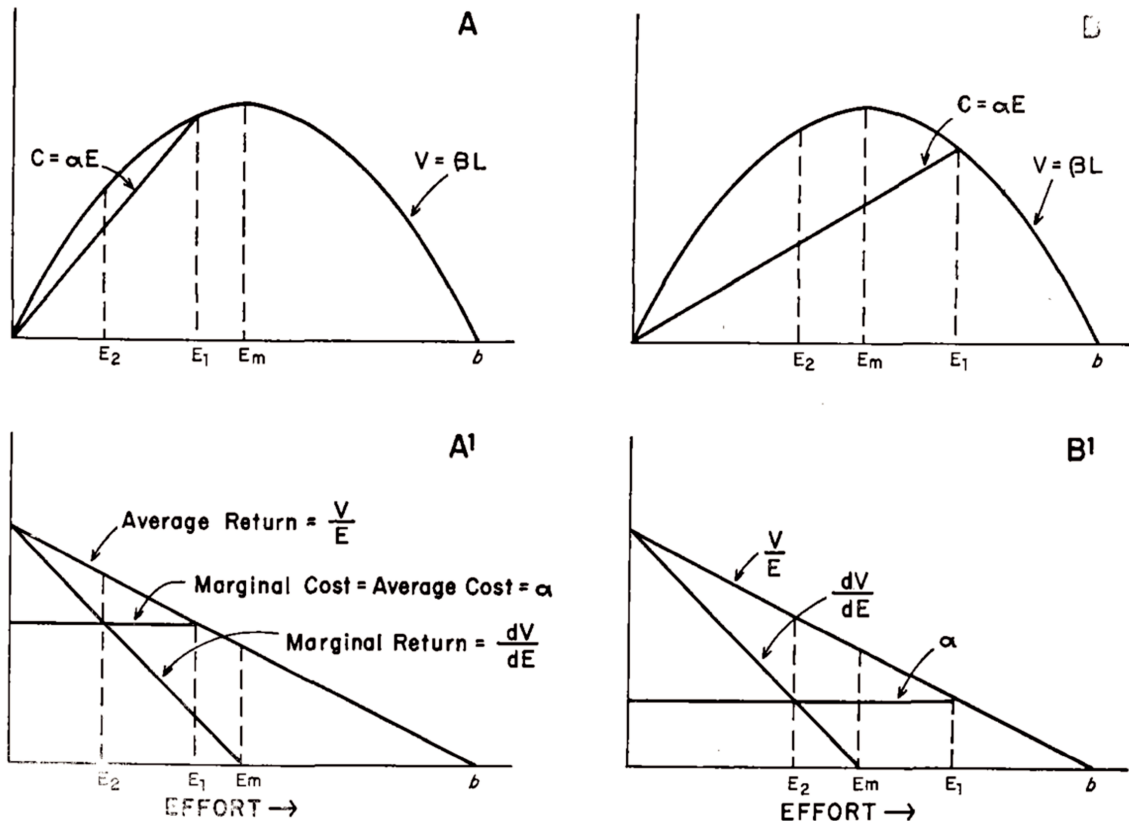 A
C = αE
V = βL
E₂ E₁ Em b
B
C = αE
V = βL
E₂ Em E₁ b
A¹
Average Return = V/E
Marginal Cost = Average Cost = α
Marginal Return = dV/dE
E₂ E₁ Em b
EFFORT →
B¹
V/E
dV/dE
α
E₂ Em E₁ b
EFFORT →